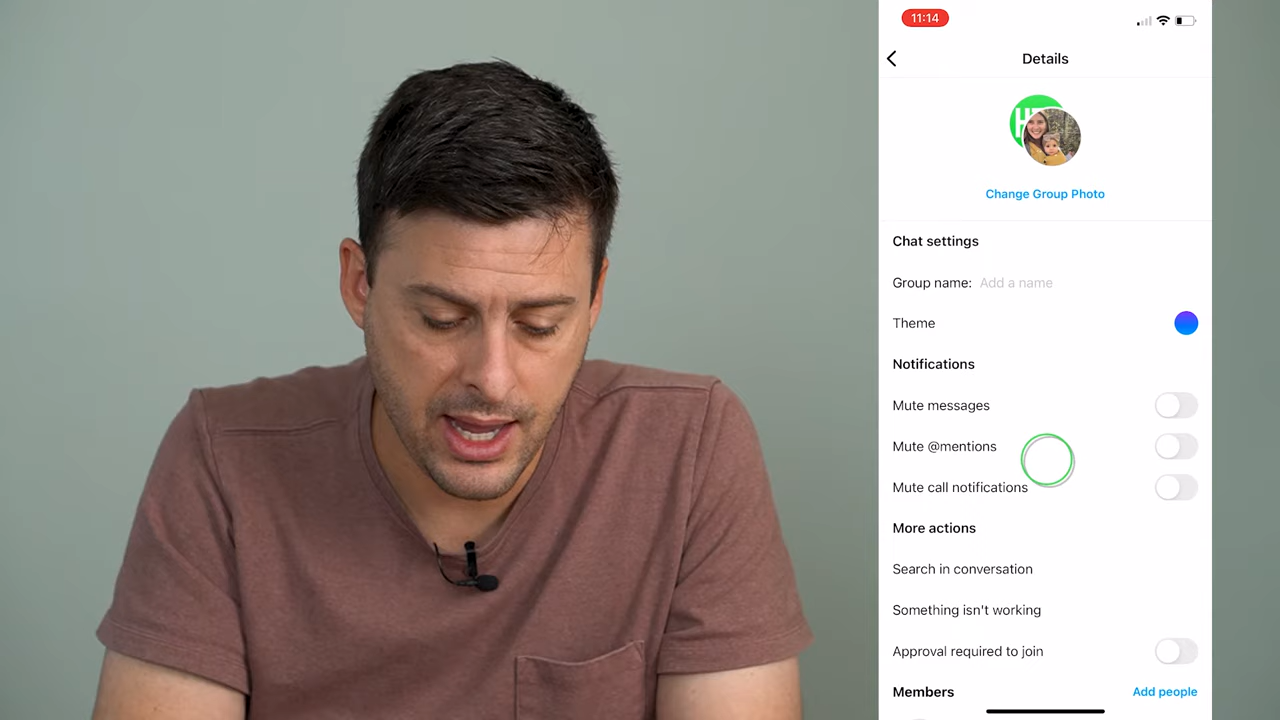 11:14
Details
H
Change Group Photo
Chat settings
Group name: Add a name
Theme
Notifications
Mute messages
Mute @mentions
Mute call notifications
More actions
Search in conversation
Something isn't working
Approval required to join
Members Add people